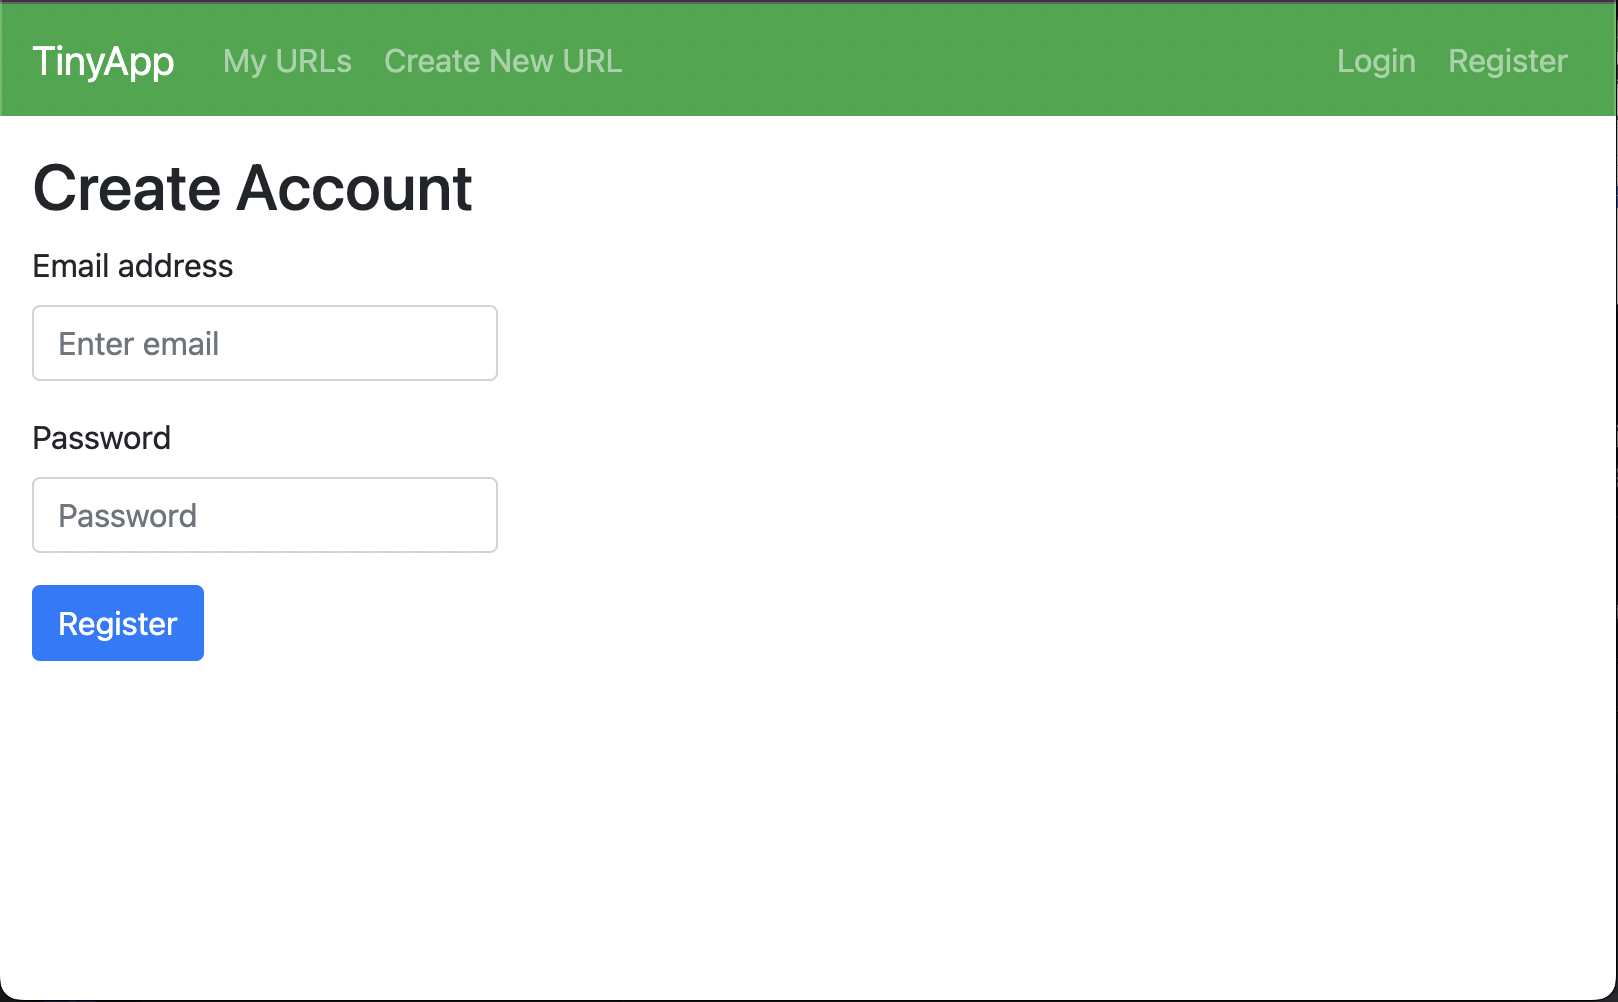 TinyApp My URLs Create New URL Login Register
Create Account
Email address
Enter email
Password
Password
Register